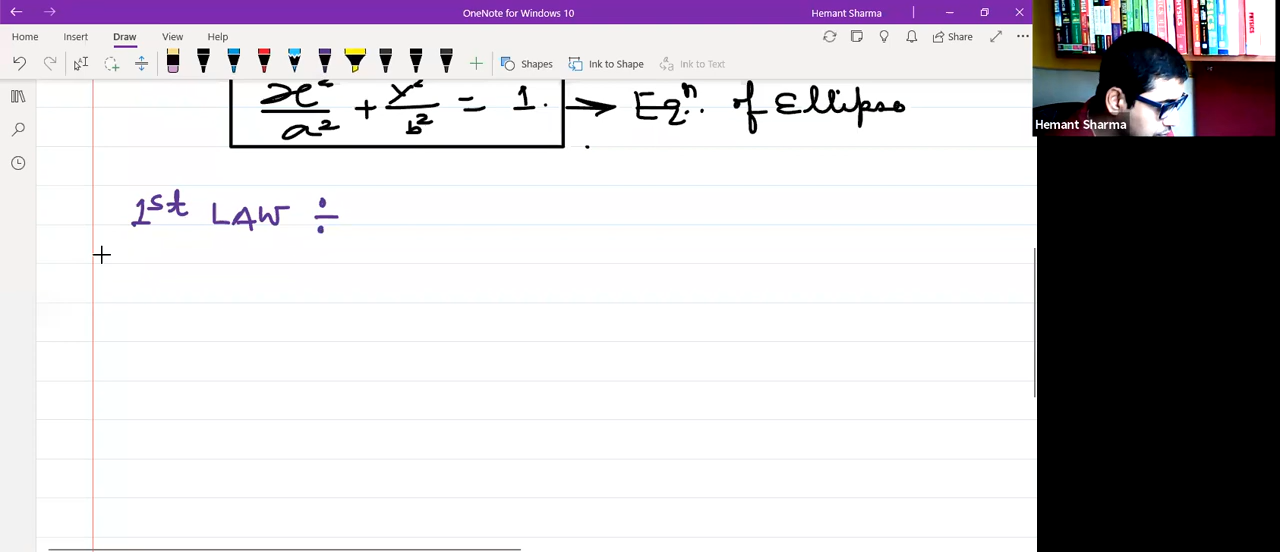 OneNote for Windows 10
Hemant Sharma
Home Insert Draw View Help
Share
Shapes Ink to Shape Ink to Text
x²/a² + y²/b² = 1. → Eqⁿ. of Ellipse
1st LAW ÷
Hemant Sharma
PHYSICS